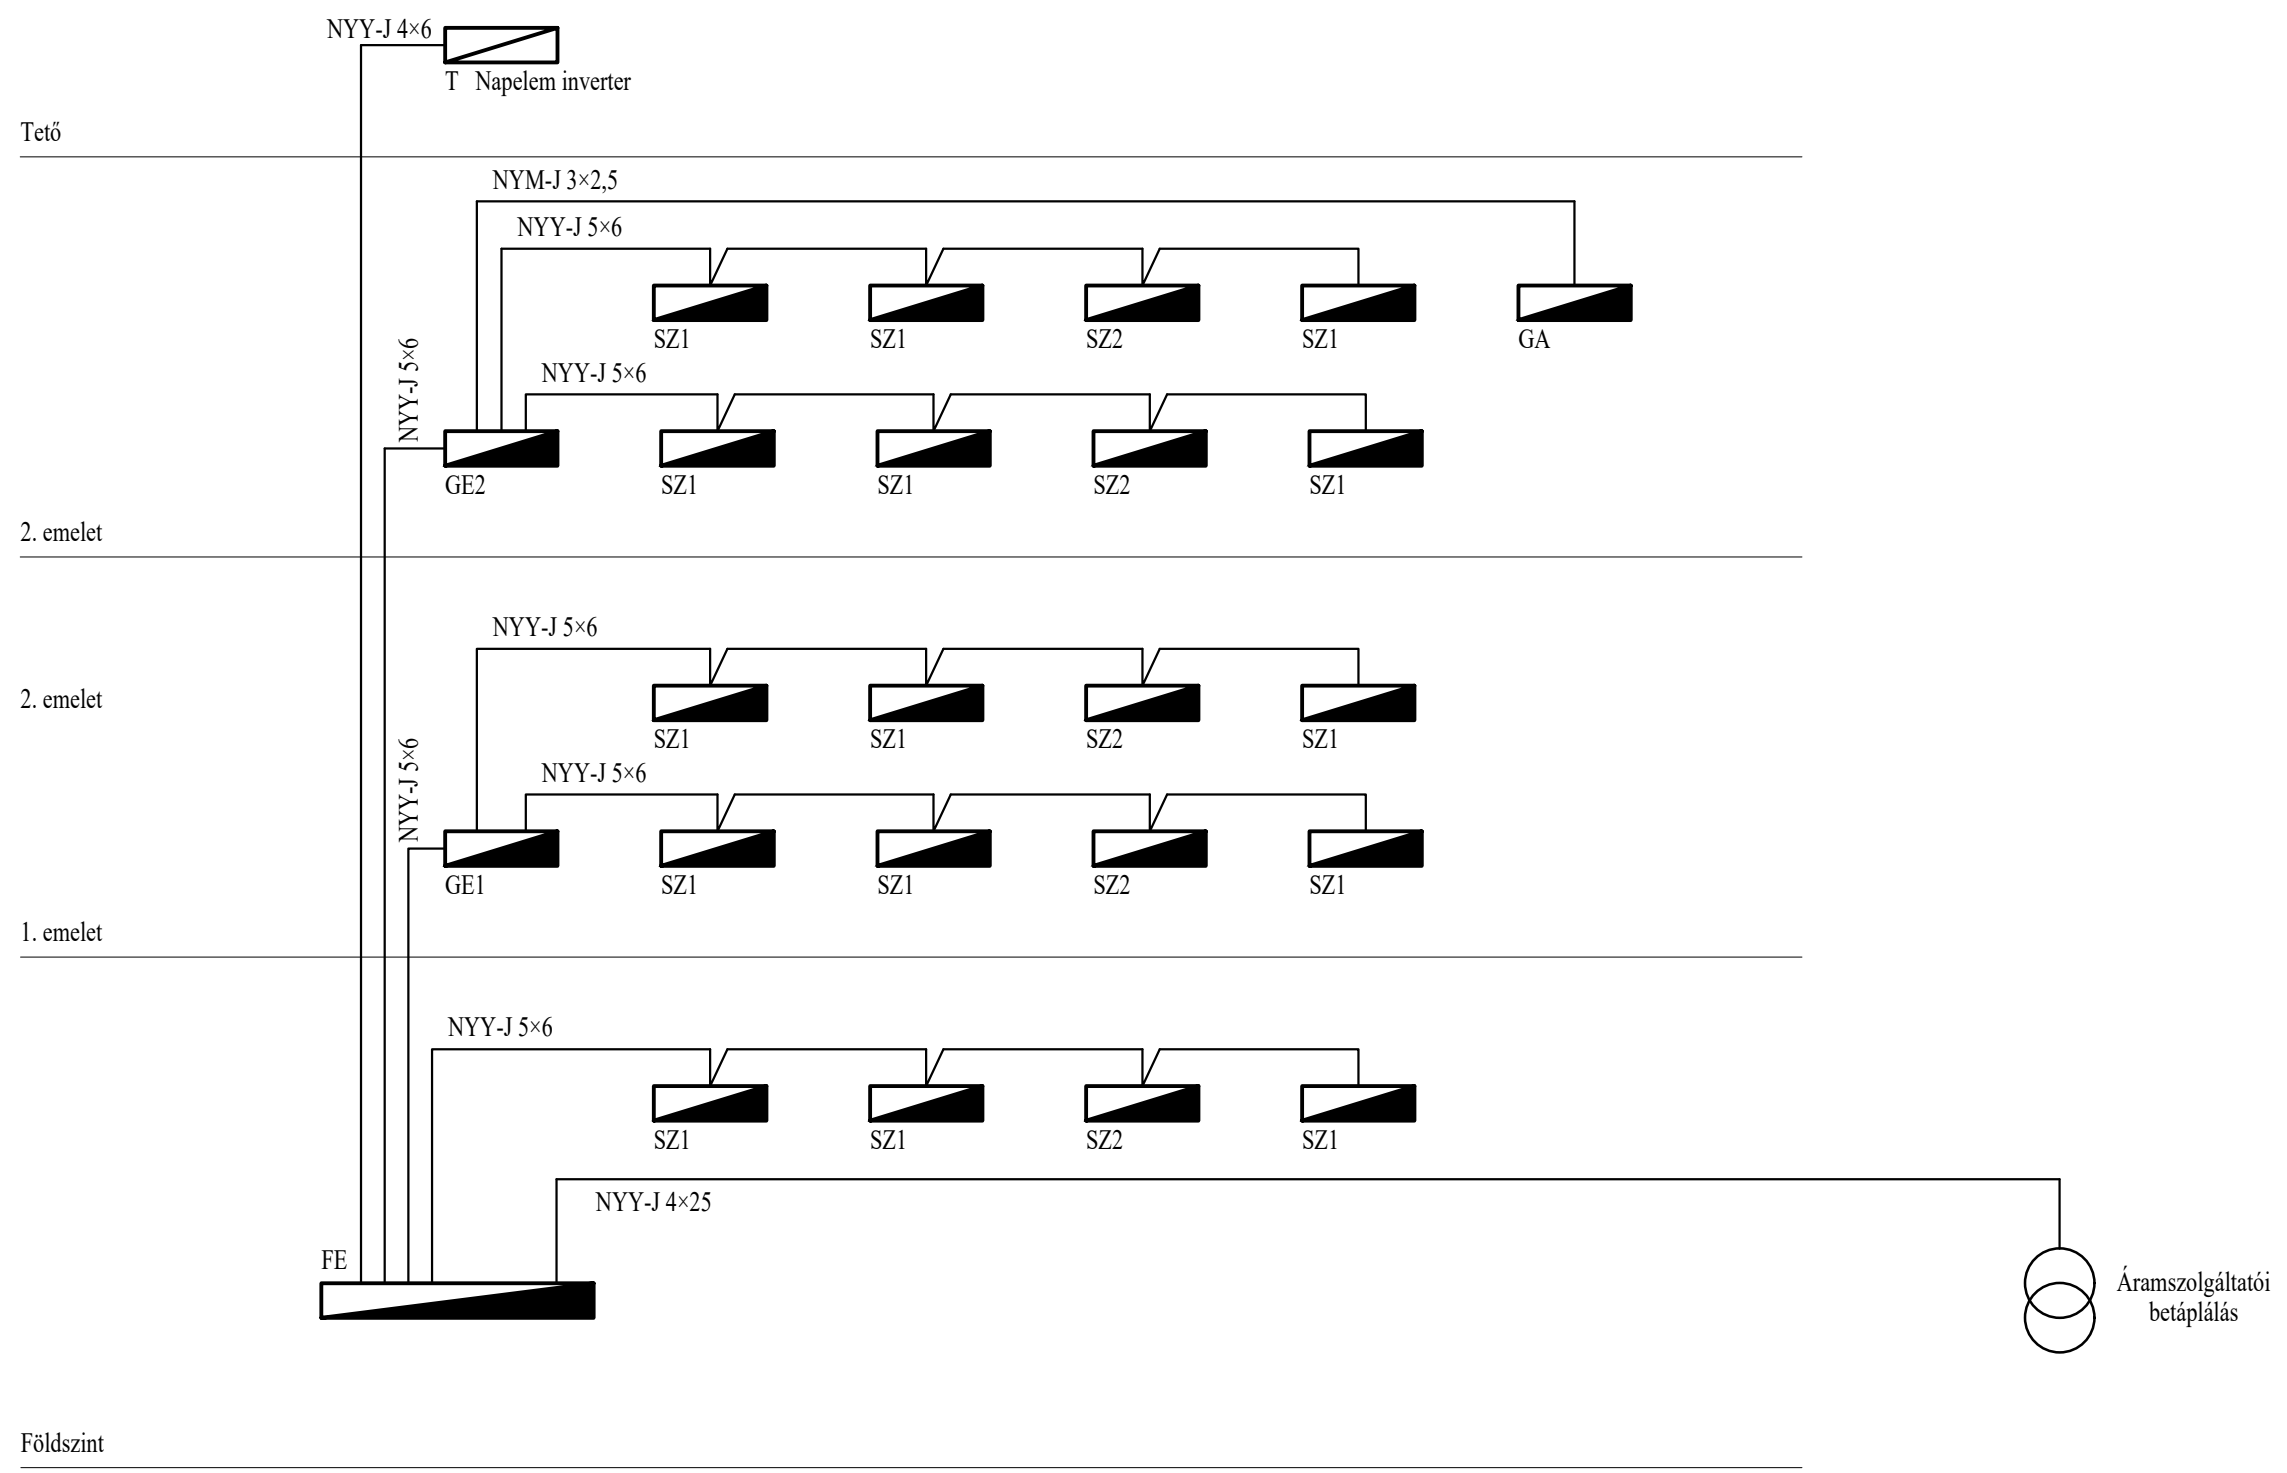 NYY-J 4×6
T Napelem inverter
Tető
NYM-J 3×2,5
NYY-J 5×6
SZ1 SZ1 SZ2 SZ1 GA
NYY-J 5×6
NYY-J 5×6
GE2 SZ1 SZ1 SZ2 SZ1
2. emelet
NYY-J 5×6
2. emelet
SZ1 SZ1 SZ2 SZ1
NYY-J 5×6
NYY-J 5×6
GE1 SZ1 SZ1 SZ2 SZ1
1. emelet
NYY-J 5×6
SZ1 SZ1 SZ2 SZ1
NYY-J 4×25
FE
Áramszolgáltatói
betáplálás
Földszint